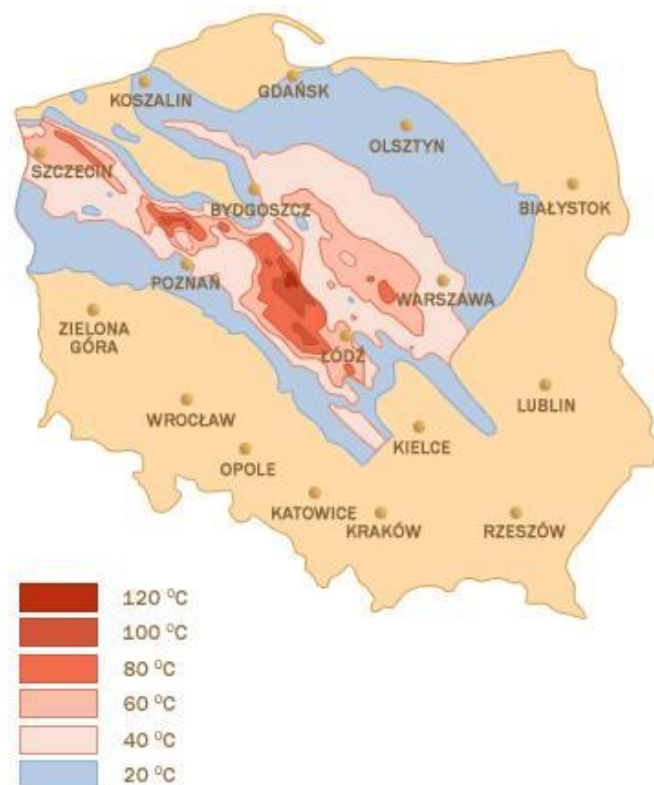 KOSZALIN
GDAŃSK
OLSZTYN
SZCZECIN
BYDGOSZCZ
BIAŁYSTOK
POZNAŃ
WARSZAWA
ZIELONA
GÓRA
ŁÓDŹ
WROCŁAW
LUBLIN
KIELCE
OPOLE
KATOWICE
KRAKÓW
RZESZÓW
120 °C
100 °C
80 °C
60 °C
40 °C
20 °C